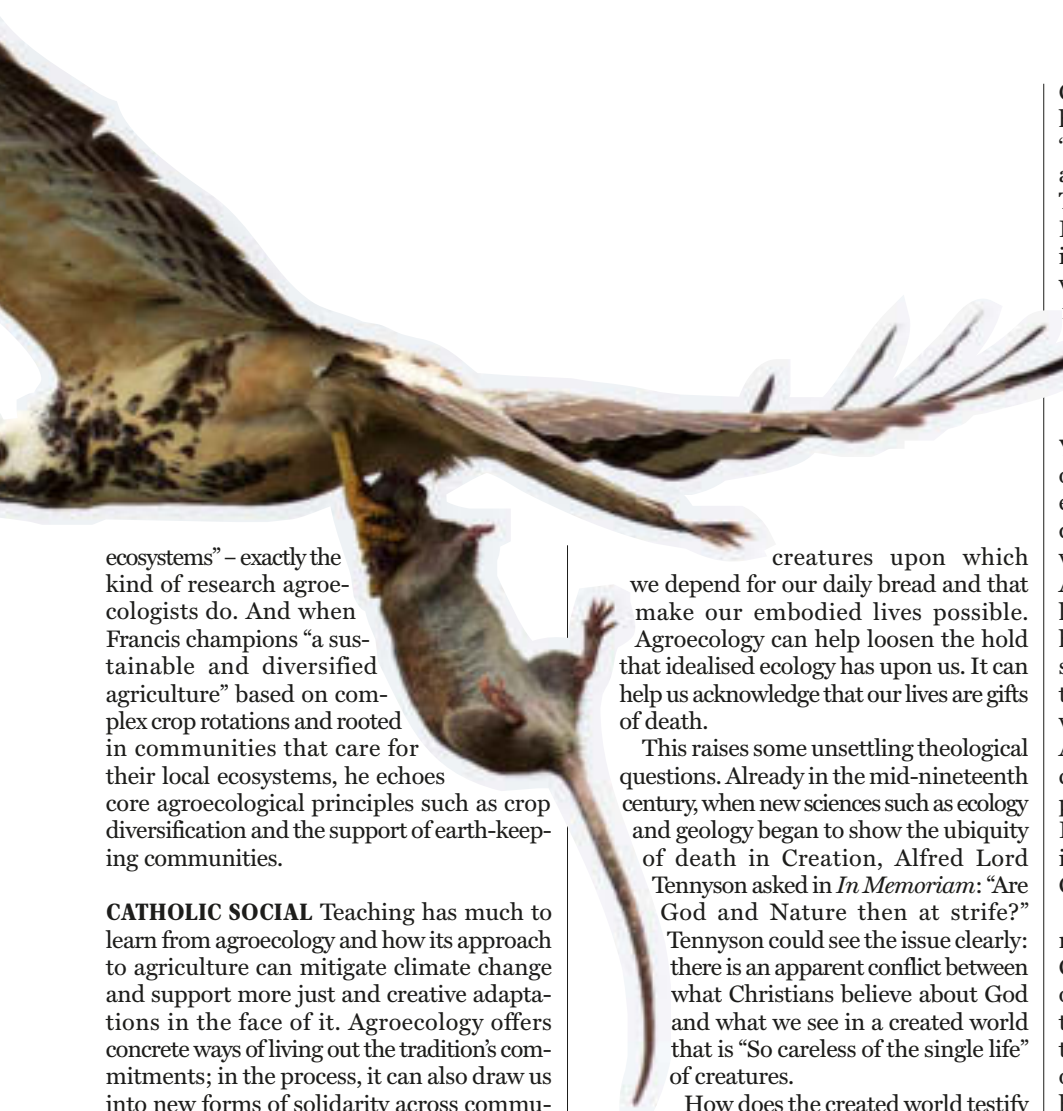 ecosystems” – exactly the
kind of research agroe-
cologists do. And when
Francis champions “a sus-
tainable and diversified
agriculture” based on com-
plex crop rotations and rooted
in communities that care for
their local ecosystems, he echoes
core agroecological principles such as crop
diversification and the support of earth-keep-
ing communities.
CATHOLIC SOCIAL Teaching has much to
learn from agroecology and how its approach
to agriculture can mitigate climate change
and support more just and creative adapta-
tions in the face of it. Agroecology offers
concrete ways of living out the tradition’s com-
mitments; in the process, it can also draw us
into new forms of solidarity across commu-
creatures upon which
we depend for our daily bread and that
make our embodied lives possible.
Agroecology can help loosen the hold
that idealised ecology has upon us. It can
help us acknowledge that our lives are gifts
of death.
This raises some unsettling theological
questions. Already in the mid-nineteenth
century, when new sciences such as ecology
and geology began to show the ubiquity
of death in Creation, Alfred Lord
Tennyson asked in In Memoriam: “Are
God and Nature then at strife?”
Tennyson could see the issue clearly:
there is an apparent conflict between
what Christians believe about God
and what we see in a created world
that is “So careless of the single life”
of creatures.
How does the created world testify